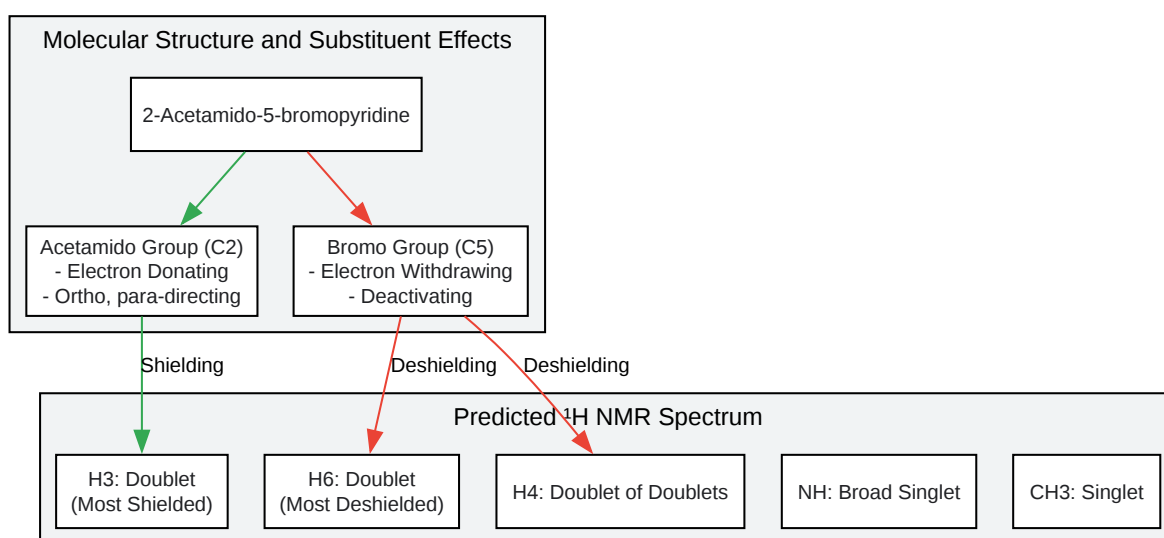 Molecular Structure and Substituent Effects
2-Acetamido-5-bromopyridine
Acetamido Group (C2)
- Electron Donating
- Ortho, para-directing
Bromo Group (C5)
- Electron Withdrawing
- Deactivating
Shielding
Deshielding
Deshielding
Predicted ¹H NMR Spectrum
H3: Doublet
(Most Shielded)
H6: Doublet
(Most Deshielded)
H4: Doublet of Doublets
NH: Broad Singlet
CH3: Singlet